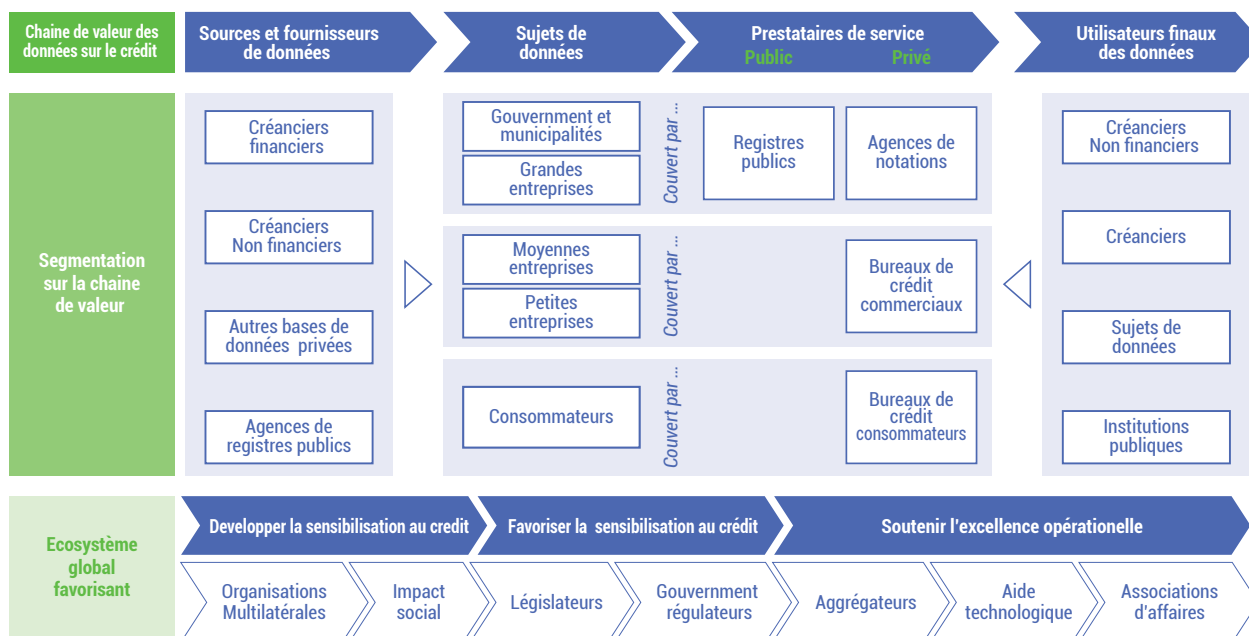 Chaine de valeur des
données sur le crédit
Sources et fournisseurs
de données
Sujets de
données
Prestataires de service
Public
Privé
Utilisateurs finaux
des données
Segmentation
sur la chaine
de valeur
Créanciers
financiers
Créanciers
Non financiers
Autres bases de
données privées
Agences de
registres publics
Gouvernment et
municipalités
Grandes
entreprises
Couvert par ...
Registres
publics
Agences de
notations
Moyennes
entreprises
Petites
entreprises
Couvert par ...
Bureaux de
crédit
commerciaux
Consommateurs
Couvert par ...
Bureaux de
crédit
consommateurs
Créanciers
Non financiers
Créanciers
Sujets de
données
Institutions
publiques
Ecosystème
global
favorisant
Developper la sensibilisation au credit
Favoriser la sensibilisation au crédit
Soutenir l'excellence opérationelle
Organisations
Multilatérales
Impact
social
Législateurs
Gouvernment
régulateurs
Aggrégateurs
Aide
technologique
Associations
d'affaires